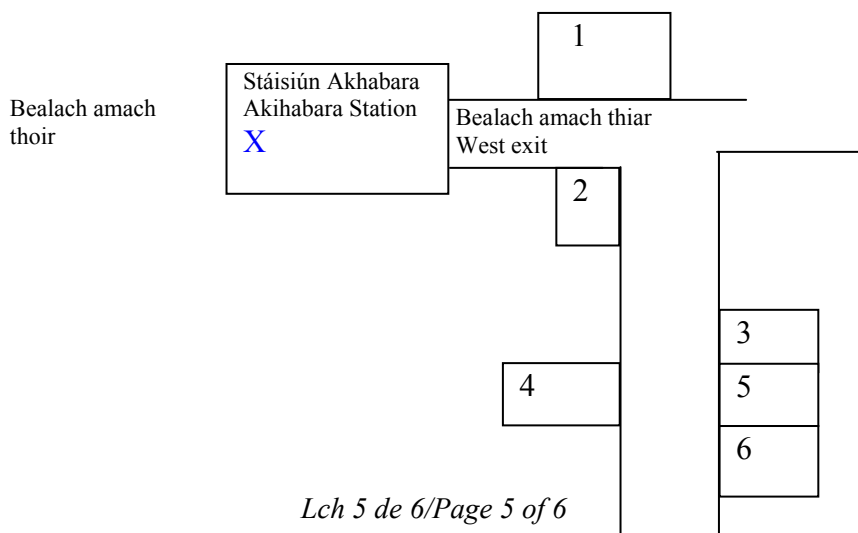 1
Stáisiún Akhabara
Akihabara Station
X
Bealach amach
thoir
Bealach amach thiar
West exit
2
3
4
5
6
Lch 5 de 6/Page 5 of 6